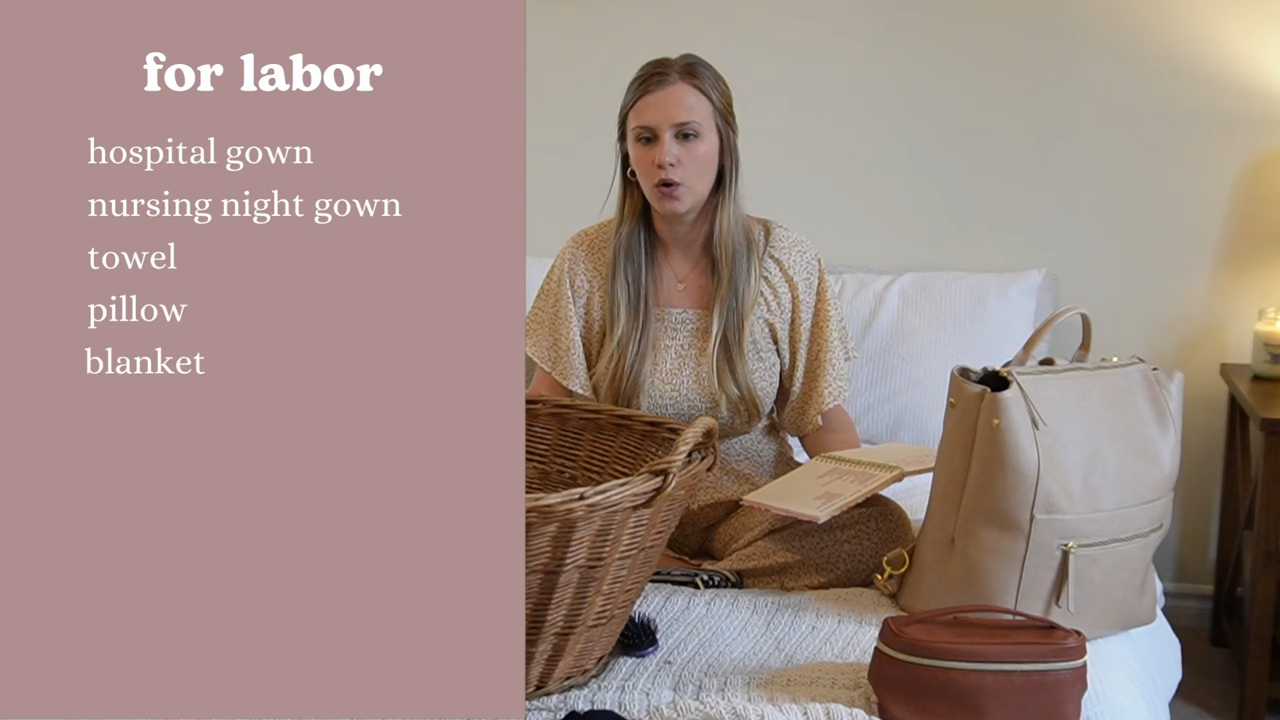 for labor
hospital gown
nursing night gown
towel
pillow
blanket